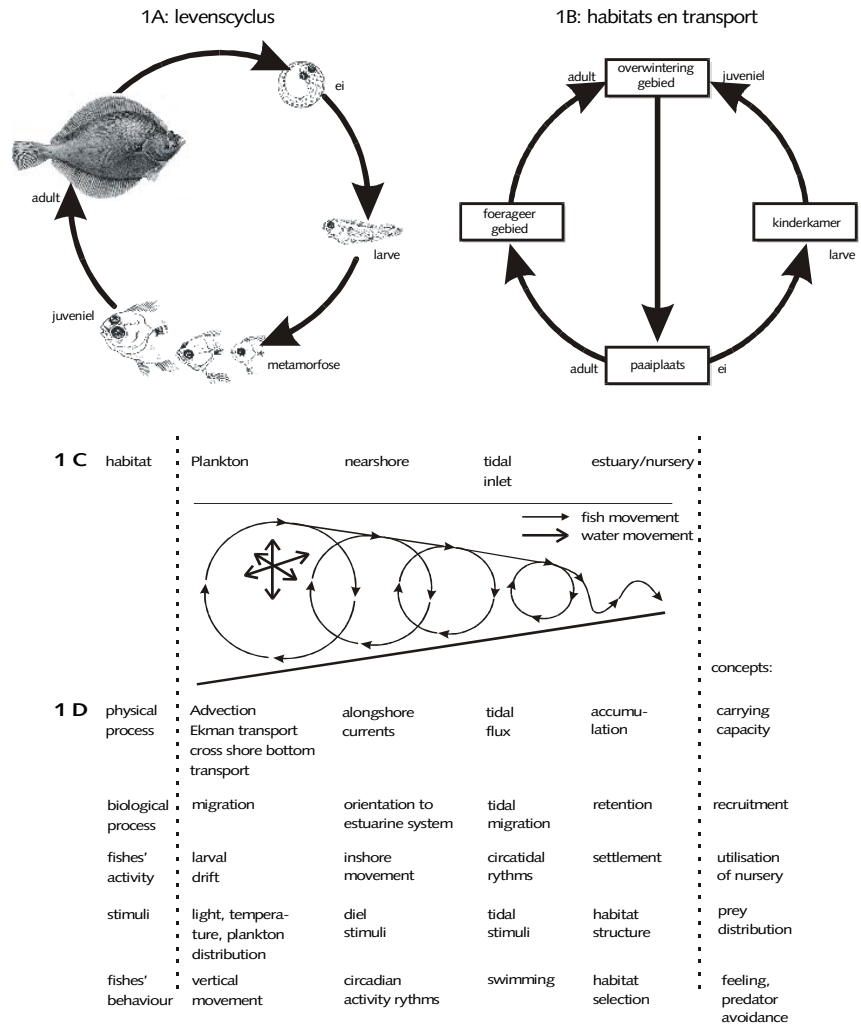 1A: levenscyclus
1B: habitats en transport
ei
larve
metamorfose
juveniel
adult
adult
overwintering
gebied
juveniel
foerageer
gebied
kinderkamer
larve
adult
paaiplaats
ei
1 C habitat Plankton nearshore tidal estuary/nursery
inlet
fish movement
water movement
concepts:
1 D physical Advection alongshore tidal accumu- carrying
process Ekman transport currents flux lation capacity
cross shore bottom
transport
biological migration orientation to tidal retention recruitment
process estuarine system migration
fishes' larval inshore circatidal settlement utilisation
activity drift movement rythms of nursery
stimuli light, tempera- diel tidal habitat prey
ture, plankton stimuli stimuli structure distribution
distribution
fishes' vertical circadian swimming habitat feeling,
behaviour movement activity rythms selection predator
avoidance